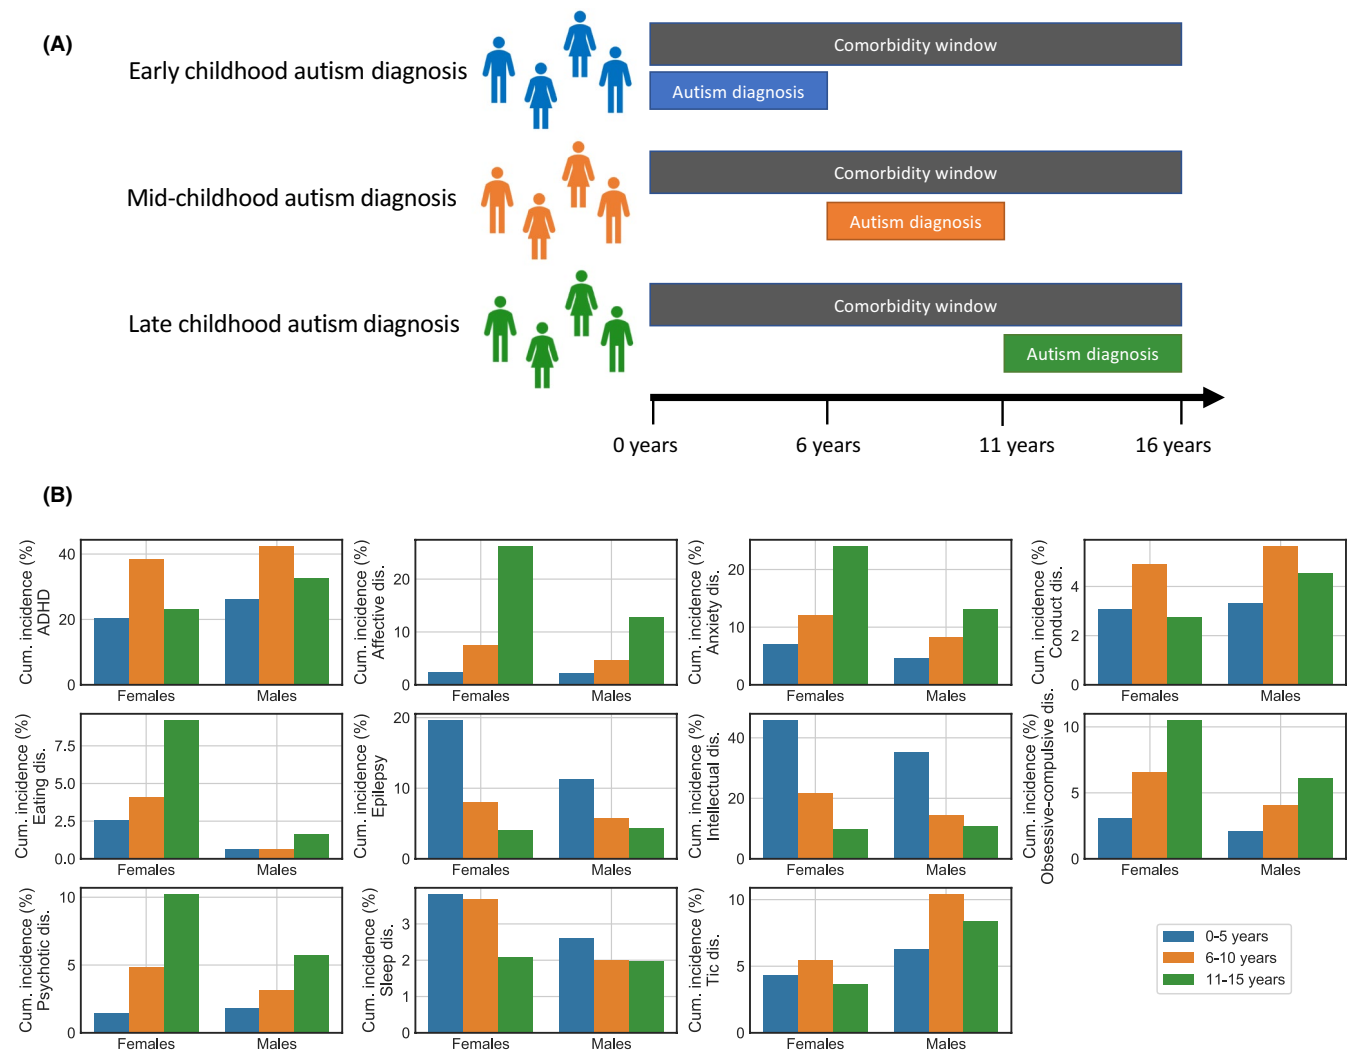 (A)
Early childhood autism diagnosis
Comorbidity window
Autism diagnosis
Mid-childhood autism diagnosis
Comorbidity window
Autism diagnosis
Late childhood autism diagnosis
Comorbidity window
Autism diagnosis
0 years
6 years
11 years
16 years
(B)
Cum. incidence (%)
ADHD
40
20
0
Females
Males
Cum. incidence (%)
Affective dis.
20
10
0
Females
Males
Cum. incidence (%)
Anxiety dis.
20
10
0
Females
Males
Cum. incidence (%)
Conduct dis.
4
2
0
Females
Males
Cum. incidence (%)
Eating dis.
7.5
5.0
2.5
0.0
Females
Males
Cum. incidence (%)
Epilepsy
20
10
0
Females
Males
Cum. incidence (%)
Intellectual dis.
40
20
0
Females
Males
Cum. incidence (%)
Obsessive-compulsive dis.
10
5
0
Females
Males
Cum. incidence (%)
Psychotic dis.
10
5
0
Females
Males
Cum. incidence (%)
Sleep dis.
3
2
1
0
Females
Males
Cum. incidence (%)
Tic dis.
10
5
0
Females
Males
0-5 years
6-10 years
11-15 years